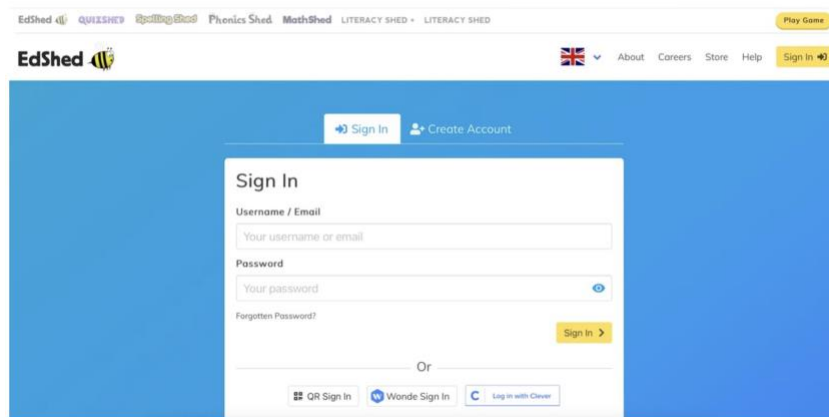 EdShed QUIZSHED Spelling Shed Phonics Shed MathShed LITERACY SHED+ LITERACY SHED Play Game
EdShed About Careers Store Help Sign In
Sign In Create Account
Sign In
Username / Email
Your username or email
Password
Your password
Forgotten Password?
Sign In
Or
QR Sign In W Wonde Sign In C Log in with Clever